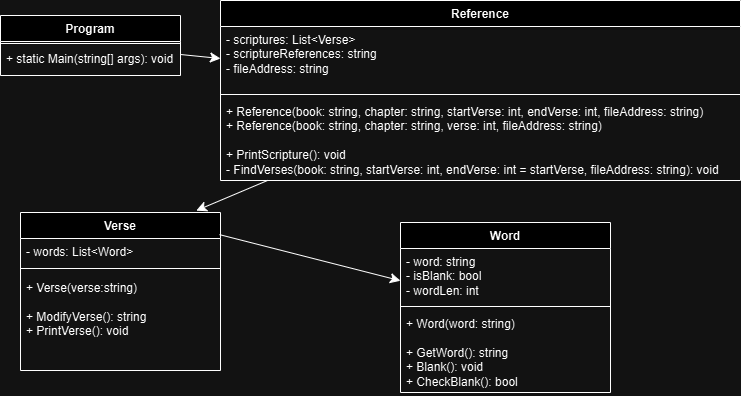 Program
+ static Main(string[] args): void
Reference
- scriptures: List<Verse>
- scriptureReferences: string
- fileAddress: string
+ Reference(book: string, chapter: string, startVerse: int, endVerse: int, fileAddress: string)
+ Reference(book: string, chapter: string, verse: int, fileAddress: string)
+ PrintScripture(): void
- FindVerses(book: string, startVerse: int, endVerse: int = startVerse, fileAddress: string): void
Verse
- words: List<Word>
+ Verse(verse:string)
+ ModifyVerse(): string
+ PrintVerse(): void
Word
- word: string
- isBlank: bool
- wordLen: int
+ Word(word: string)
+ GetWord(): string
+ Blank(): void
+ CheckBlank(): bool